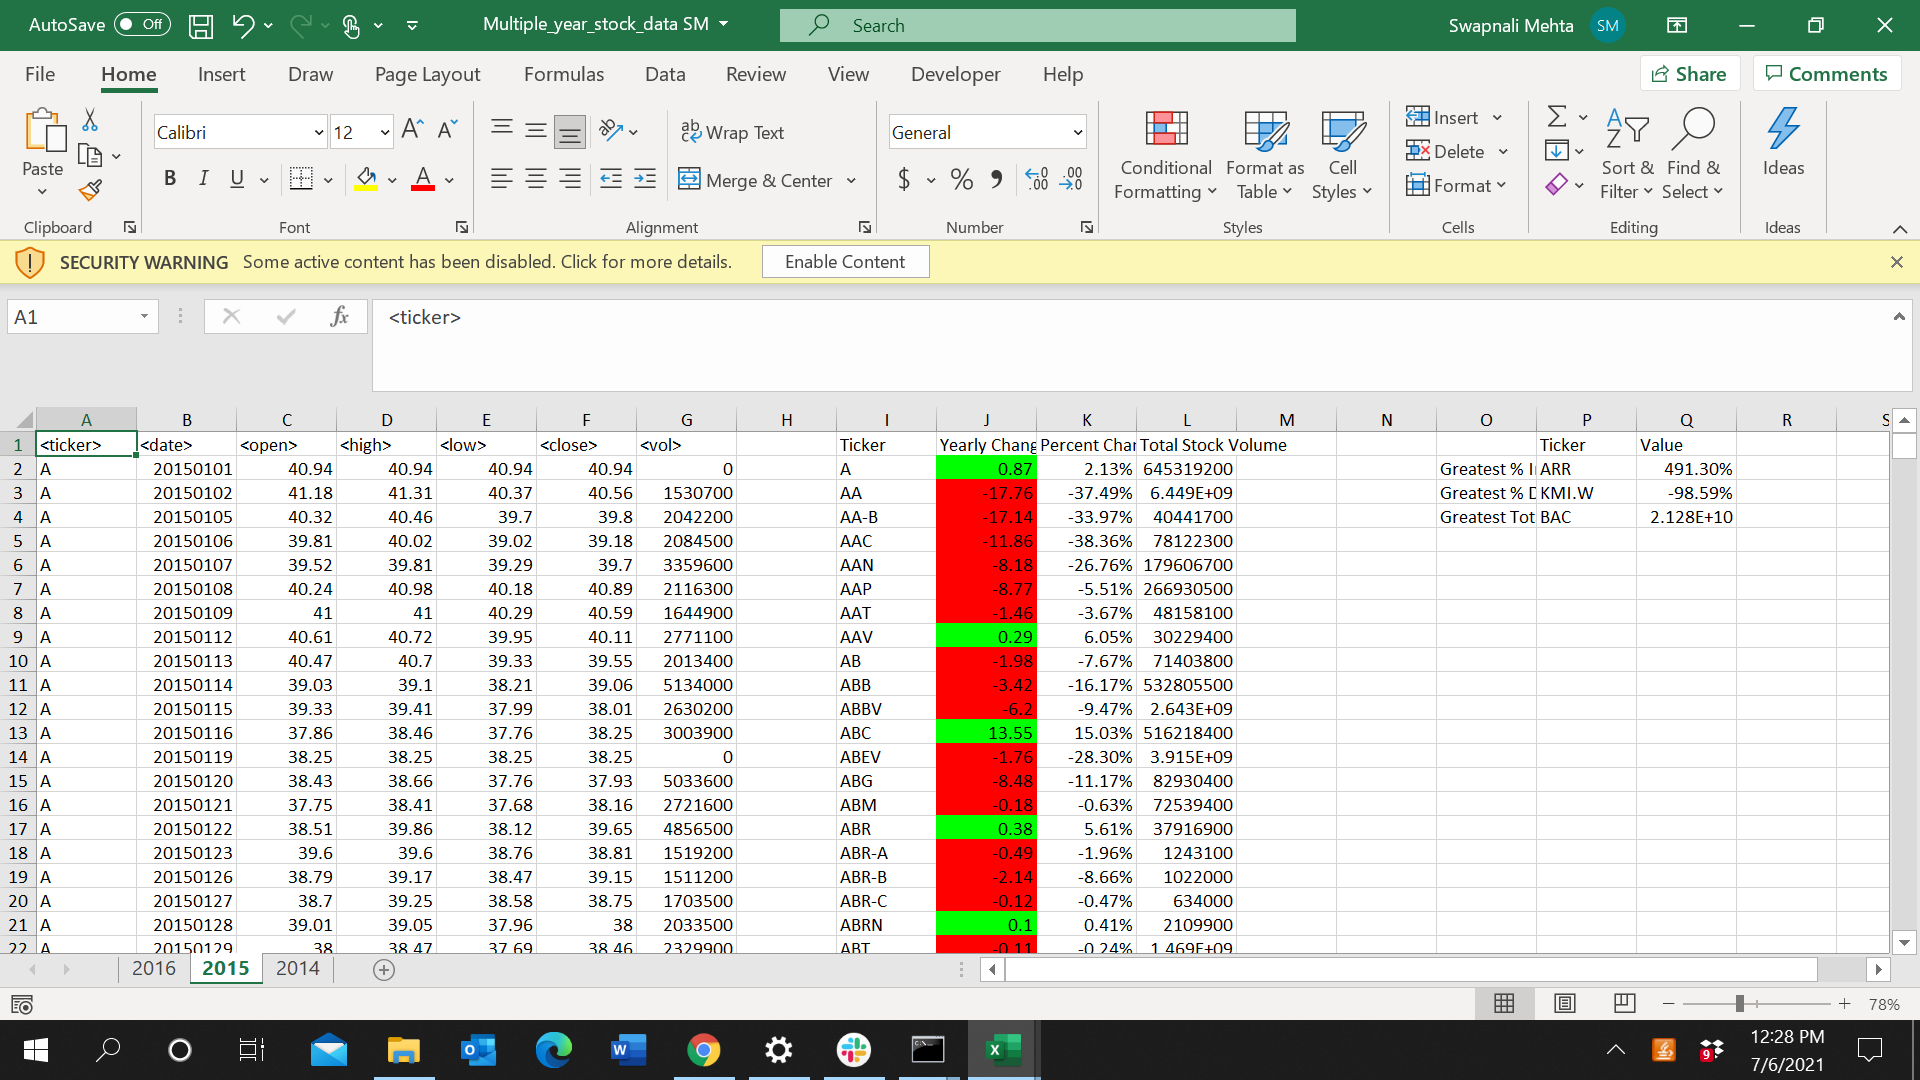 AutoSave Off Multiple_year_stock_data SM Search Swapnali Mehta SM
File Home Insert Draw Page Layout Formulas Data Review View Developer Help Share Comments
Paste Calibri 12 B I U Wrap Text Merge & Center General $ % Conditional Formatting Format as Table Cell Styles Insert Delete Format Sort & Filter Find & Select Ideas
Clipboard Font Alignment Number Styles Cells Editing Ideas
SECURITY WARNING Some active content has been disabled. Click for more details. Enable Content
A1 fx <ticker>
A B C D E F G H I J K L M N O P Q R S
1 <ticker> <date> <open> <high> <low> <close> <vol> Ticker Yearly Chang Percent Char Total Stock Volume Ticker Value
2 A 20150101 40.94 40.94 40.94 40.94 0 A 0.87 2.13% 645319200 Greatest % I ARR 491.30%
3 A 20150102 41.18 41.31 40.37 40.56 1530700 AA -17.76 -37.49% 6.449E+09 Greatest % D KMI.W -98.59%
4 A 20150105 40.32 40.46 39.7 39.8 2042200 AA-B -17.14 -33.97% 40441700 Greatest Tot BAC 2.128E+10
5 A 20150106 39.81 40.02 39.02 39.18 2084500 AAC -11.86 -38.36% 78122300
6 A 20150107 39.52 39.81 39.29 39.7 3359600 AAN -8.18 -26.76% 179606700
7 A 20150108 40.24 40.98 40.18 40.89 2116300 AAP -8.77 -5.51% 266930500
8 A 20150109 41 41 40.29 40.59 1644900 AAT -1.46 -3.67% 48158100
9 A 20150112 40.61 40.72 39.95 40.11 2771100 AAV 0.29 6.05% 30229400
10 A 20150113 40.47 40.7 39.33 39.55 2013400 AB -1.98 -7.67% 71403800
11 A 20150114 39.03 39.1 38.21 39.06 5134000 ABB -3.42 -16.17% 532805500
12 A 20150115 39.33 39.41 37.99 38.01 2630200 ABBV -6.2 -9.47% 2.643E+09
13 A 20150116 37.86 38.46 37.76 38.25 3003900 ABC 13.55 15.03% 516218400
14 A 20150119 38.25 38.25 38.25 38.25 0 ABEV -1.76 -28.30% 3.915E+09
15 A 20150120 38.43 38.66 37.76 37.93 5033600 ABG -8.48 -11.17% 82930400
16 A 20150121 37.75 38.41 37.68 38.16 2721600 ABM -0.18 -0.63% 72539400
17 A 20150122 38.51 39.86 38.12 39.65 4856500 ABR 0.38 5.61% 37916900
18 A 20150123 39.6 39.6 38.76 38.81 1519200 ABR-A -0.49 -1.96% 1243100
19 A 20150126 38.79 39.17 38.47 39.15 1511200 ABR-B -2.14 -8.66% 1022000
20 A 20150127 38.7 39.25 38.58 38.75 1703500 ABR-C -0.12 -0.47% 634000
21 A 20150128 39.01 39.05 37.96 38 2033500 ABRN 0.1 0.41% 2109900
22 A 20150129 38 38.47 37.69 38.46 2329900 ABT -0.11 -0.24% 1.469E+09
2016 2015 2014
78%
12:28 PM
7/6/2021